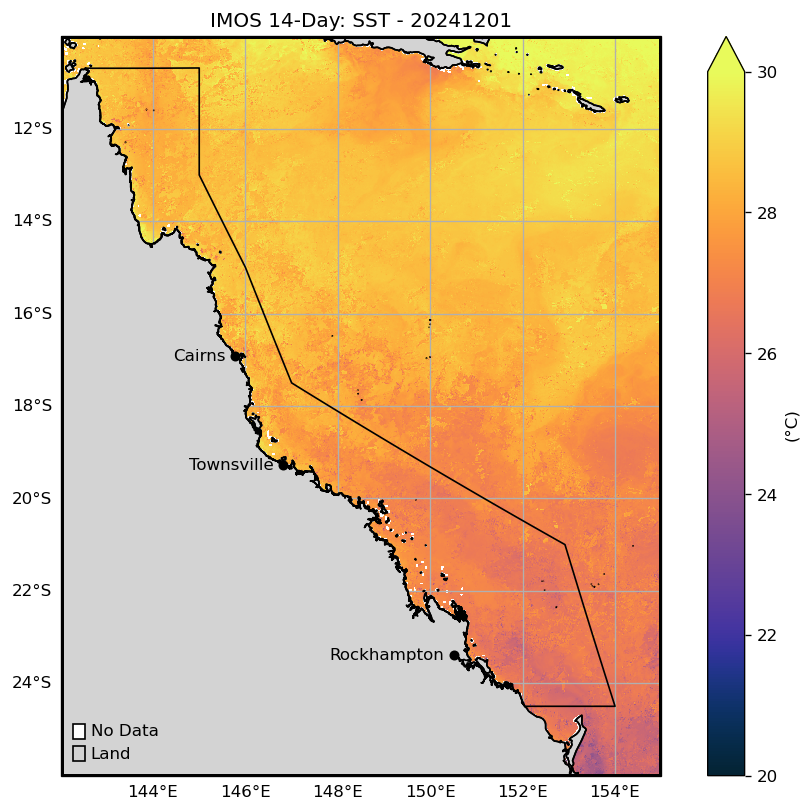 IMOS 14-Day: SST - 20241201
12°S
14°S
16°S
18°S
20°S
22°S
24°S
Cairns
Townsville
Rockhampton
No Data
Land
144°E 146°E 148°E 150°E 152°E 154°E
30
28
26
24
22
20
(°C)